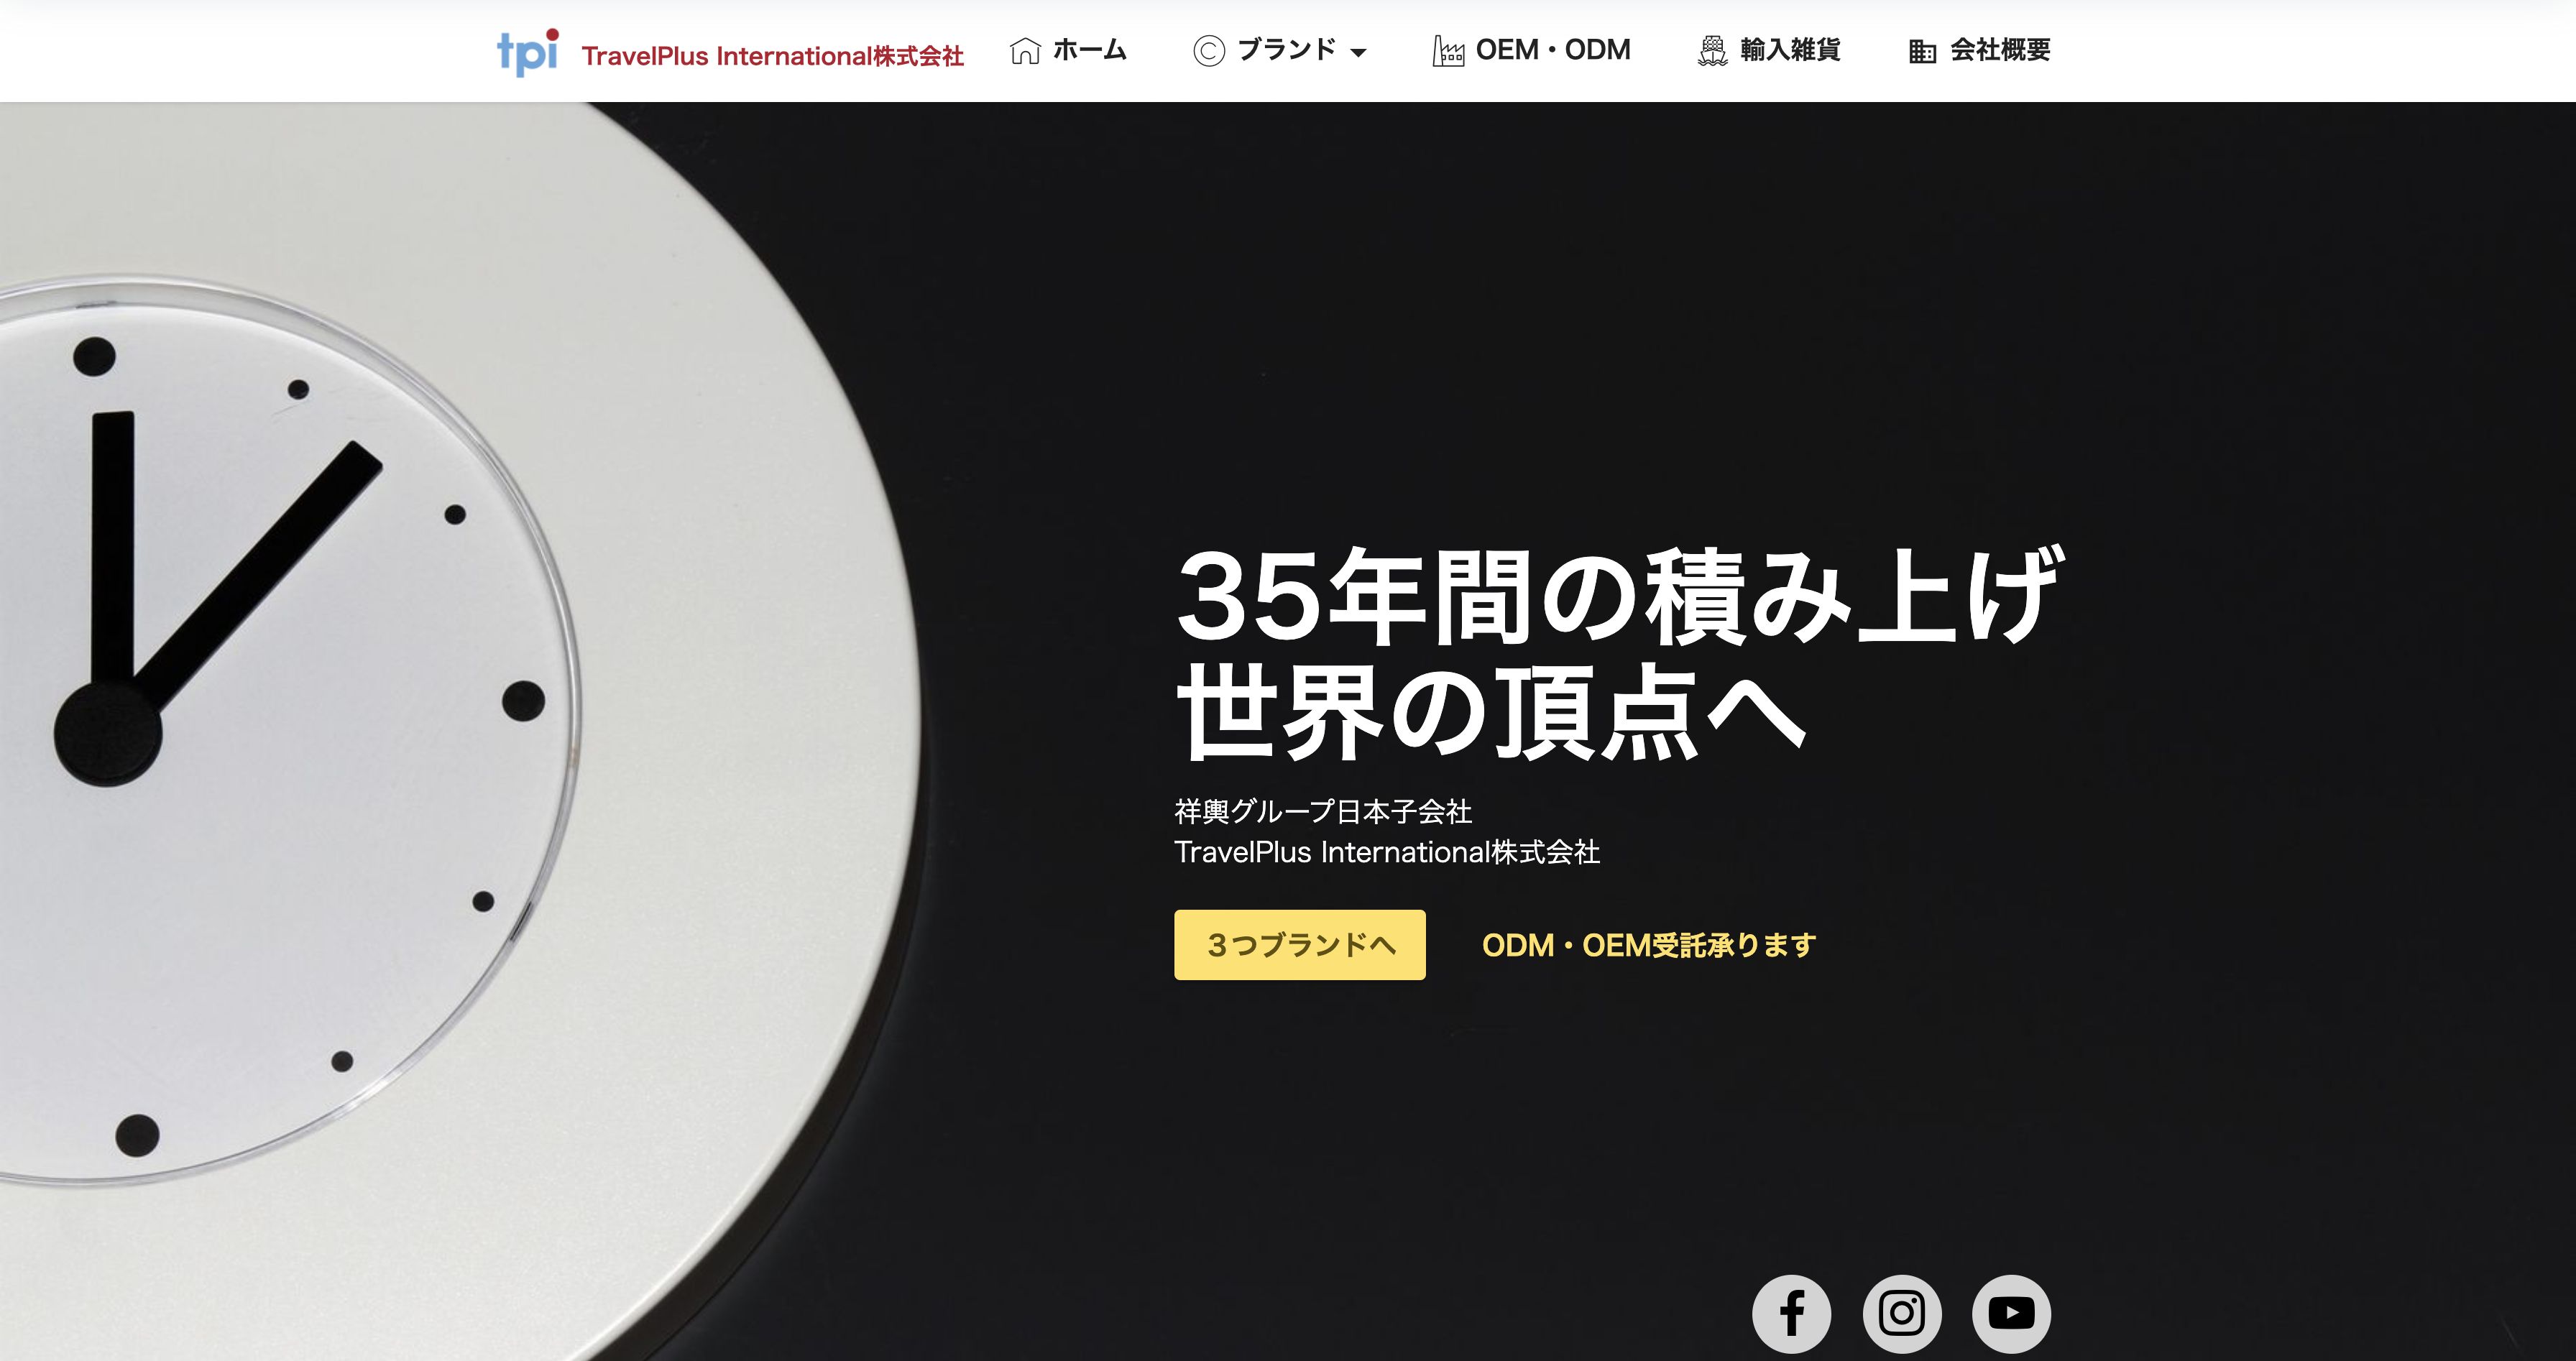 tpi
TravelPlus International株式会社
ホーム
ブランド
OEM・ODM
輸入雑貨
会社概要
35年間の積み上げ
世界の頂点へ
祥輿グループ日本子会社
TravelPlus International株式会社
３つブランドへ
ODM・OEM受託承ります